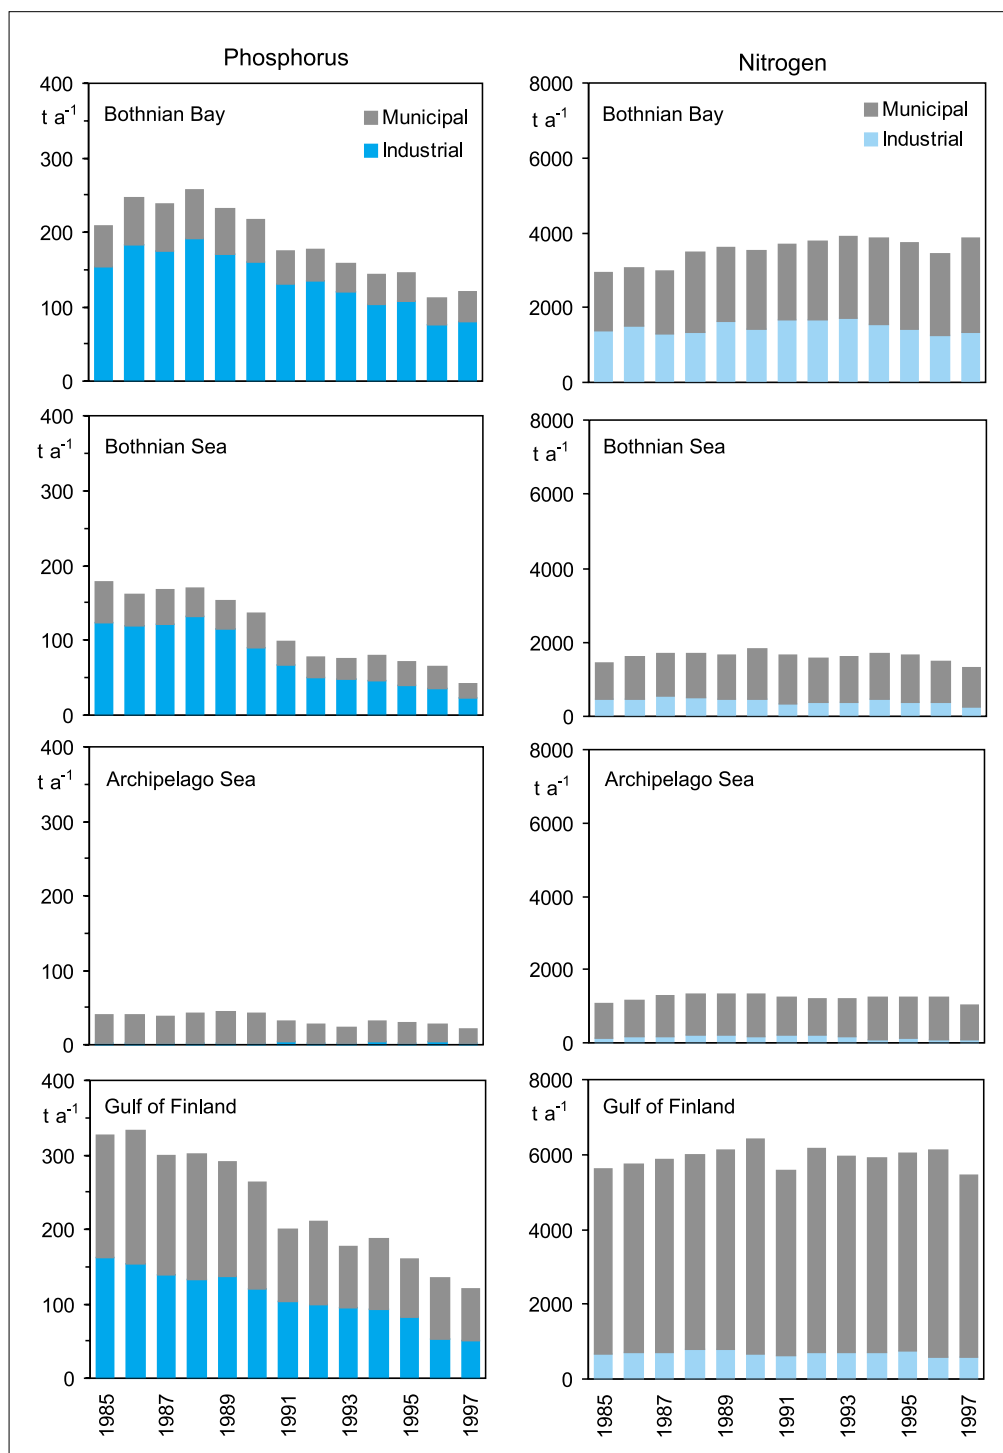 Phosphorus
400
t a-1
300
200
100
0
Bothnian Bay
Municipal
Industrial
400
t a-1
300
200
100
0
Bothnian Sea
400
t a-1
300
200
100
0
Archipelago Sea
400
t a-1
300
200
100
0
Gulf of Finland
1985
1987
1989
1991
1993
1995
1997
Nitrogen
8000
t a-1
6000
4000
2000
0
Bothnian Bay
Municipal
Industrial
8000
t a-1
6000
4000
2000
0
Bothnian Sea
8000
t a-1
6000
4000
2000
0
Archipelago Sea
8000
t a-1
6000
4000
2000
0
Gulf of Finland
1985
1987
1989
1991
1993
1995
1997